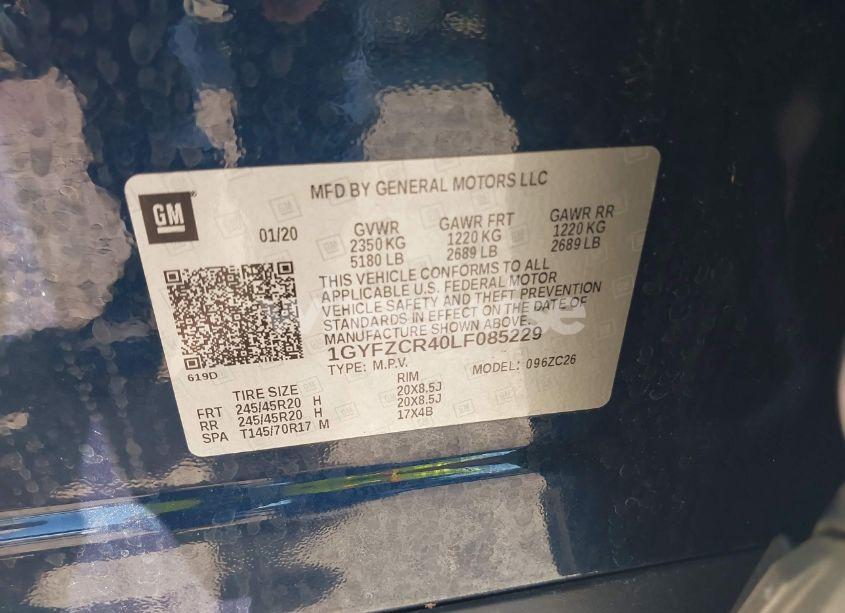 GM
MFD BY GENERAL MOTORS LLC
01/20
GVWR GAWR FRT GAWR RR
2350 KG 1220 KG 1220 KG
5180 LB 2689 LB 2689 LB
THIS VEHICLE CONFORMS TO ALL
APPLICABLE U.S. FEDERAL MOTOR
VEHICLE SAFETY AND THEFT PREVENTION
STANDARDS IN EFFECT ON THE DATE OF
MANUFACTURE SHOWN ABOVE.
1GYFZCR40LF085229
619D
TYPE: M.P.V. MODEL: 096ZC26
TIRE SIZE RIM
FRT 245/45R20 H 20X8.5J
RR 245/45R20 H 20X8.5J
SPA T145/70R17 M 17X4B